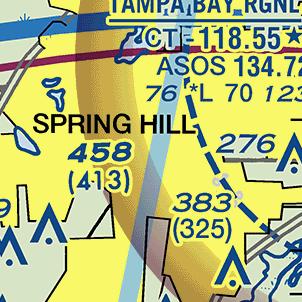 TAMPA BAY RGNL
CT - 118.55★
ASOS 134.72
76 *L 70 123
SPRING HILL
276
458
(413)
383
(325)
9